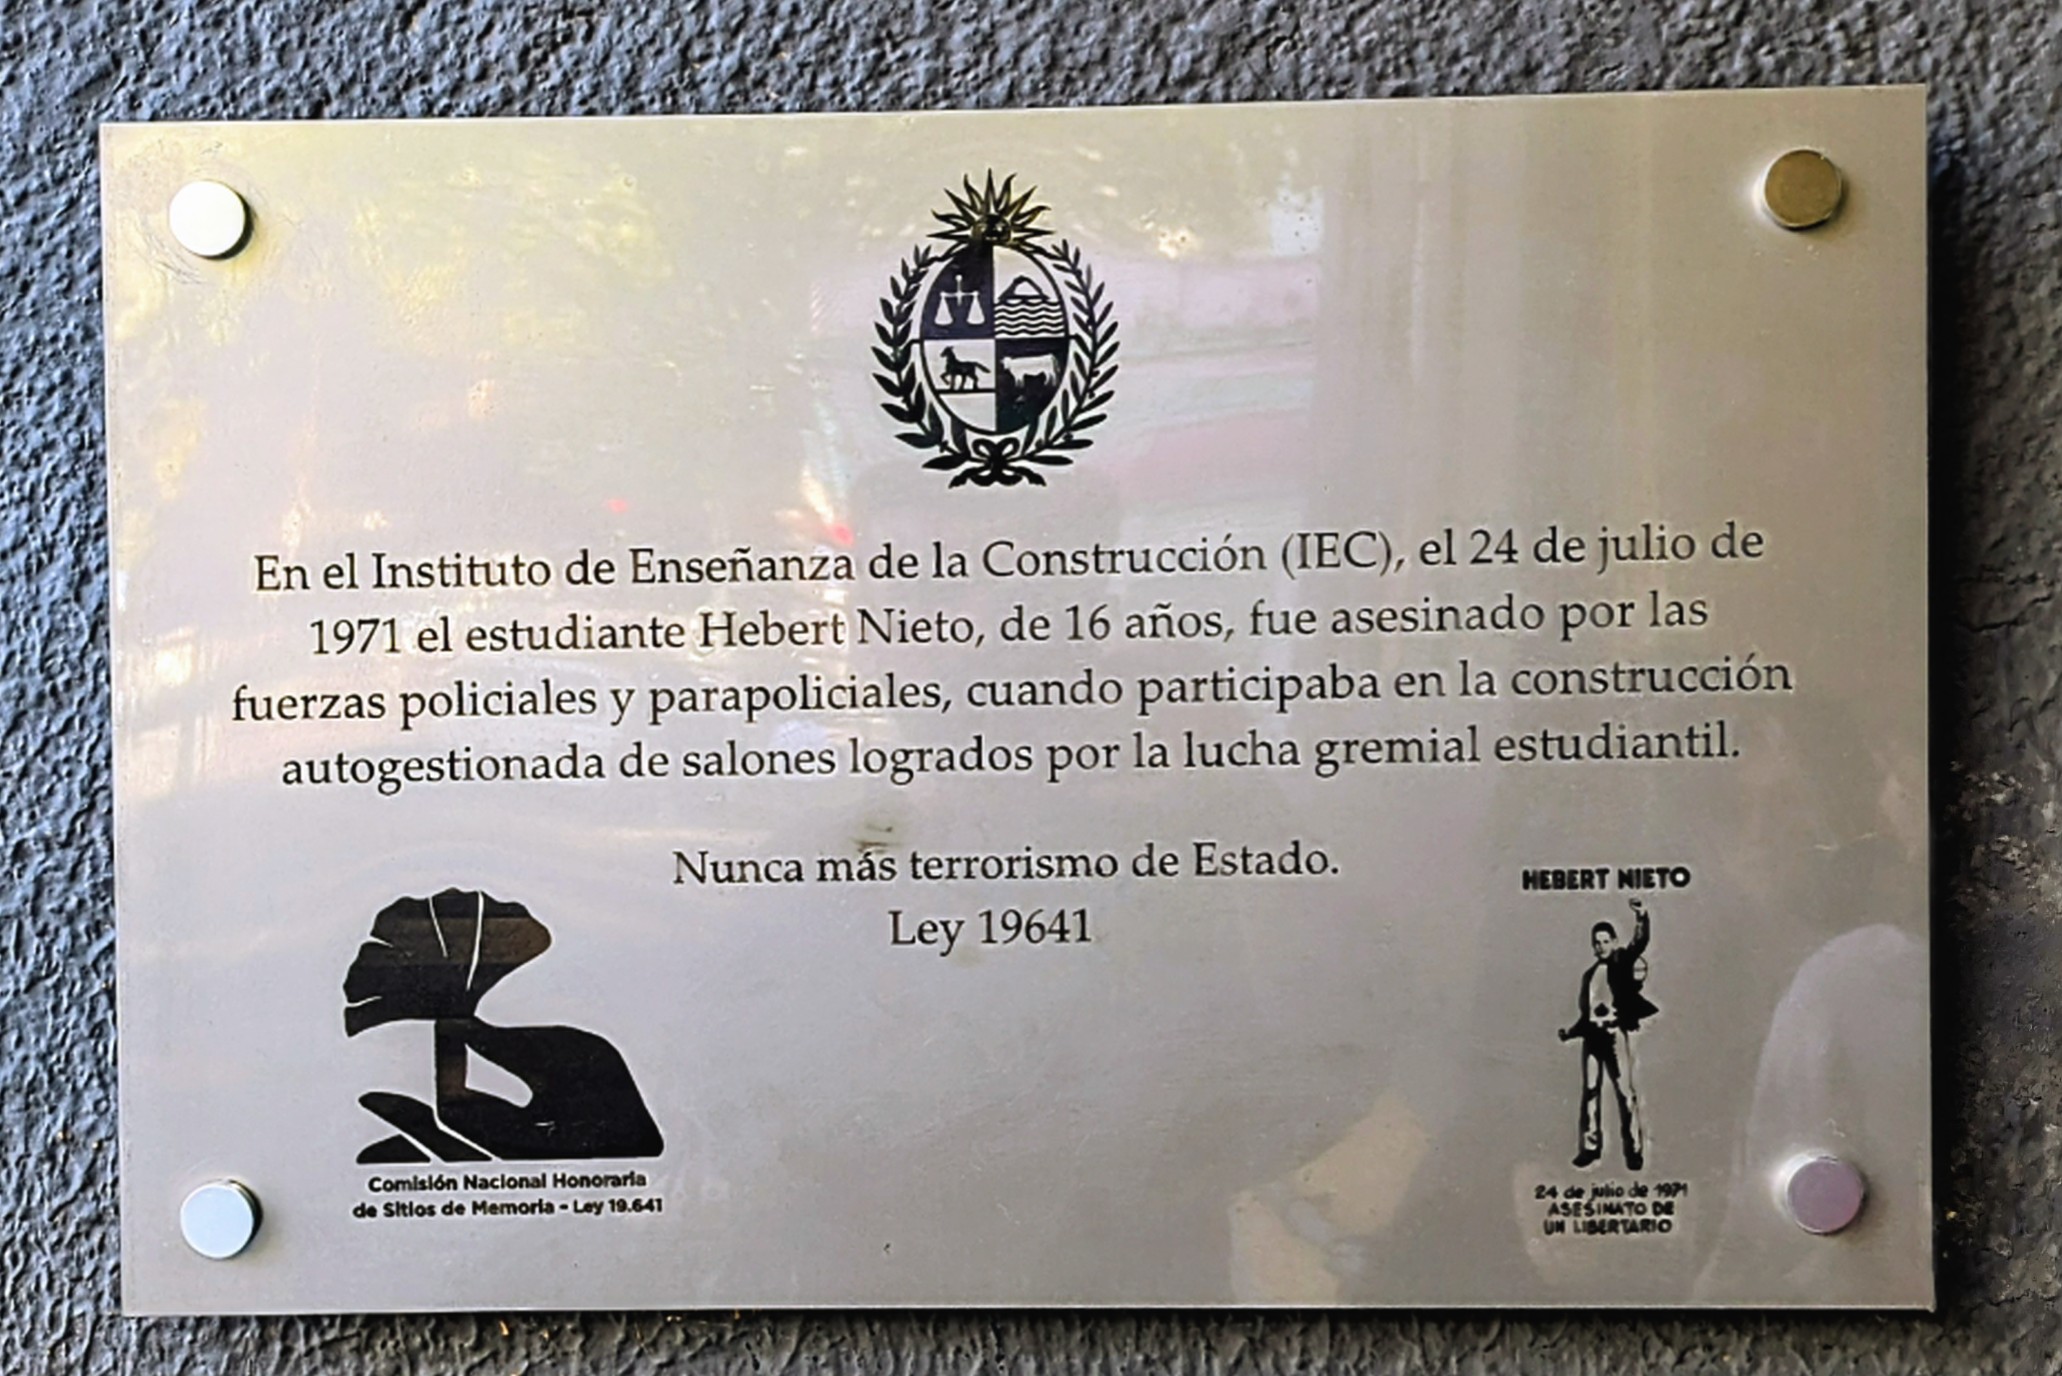 En el Instituto de Enseñanza de la Construcción (IEC), el 24 de julio de
1971 el estudiante Hebert Nieto, de 16 años, fue asesinado por las
fuerzas policiales y parapoliciales, cuando participaba en la construcción
autogestionada de salones logrados por la lucha gremial estudiantil.
Nunca más terrorismo de Estado.
Ley 19641
Comisión Nacional Honoraria
de Sitios de Memoria - Ley 19.641
HEBERT NIETO
24 de julio de 1971
ASESINATO DE
UN LIBERTARIO